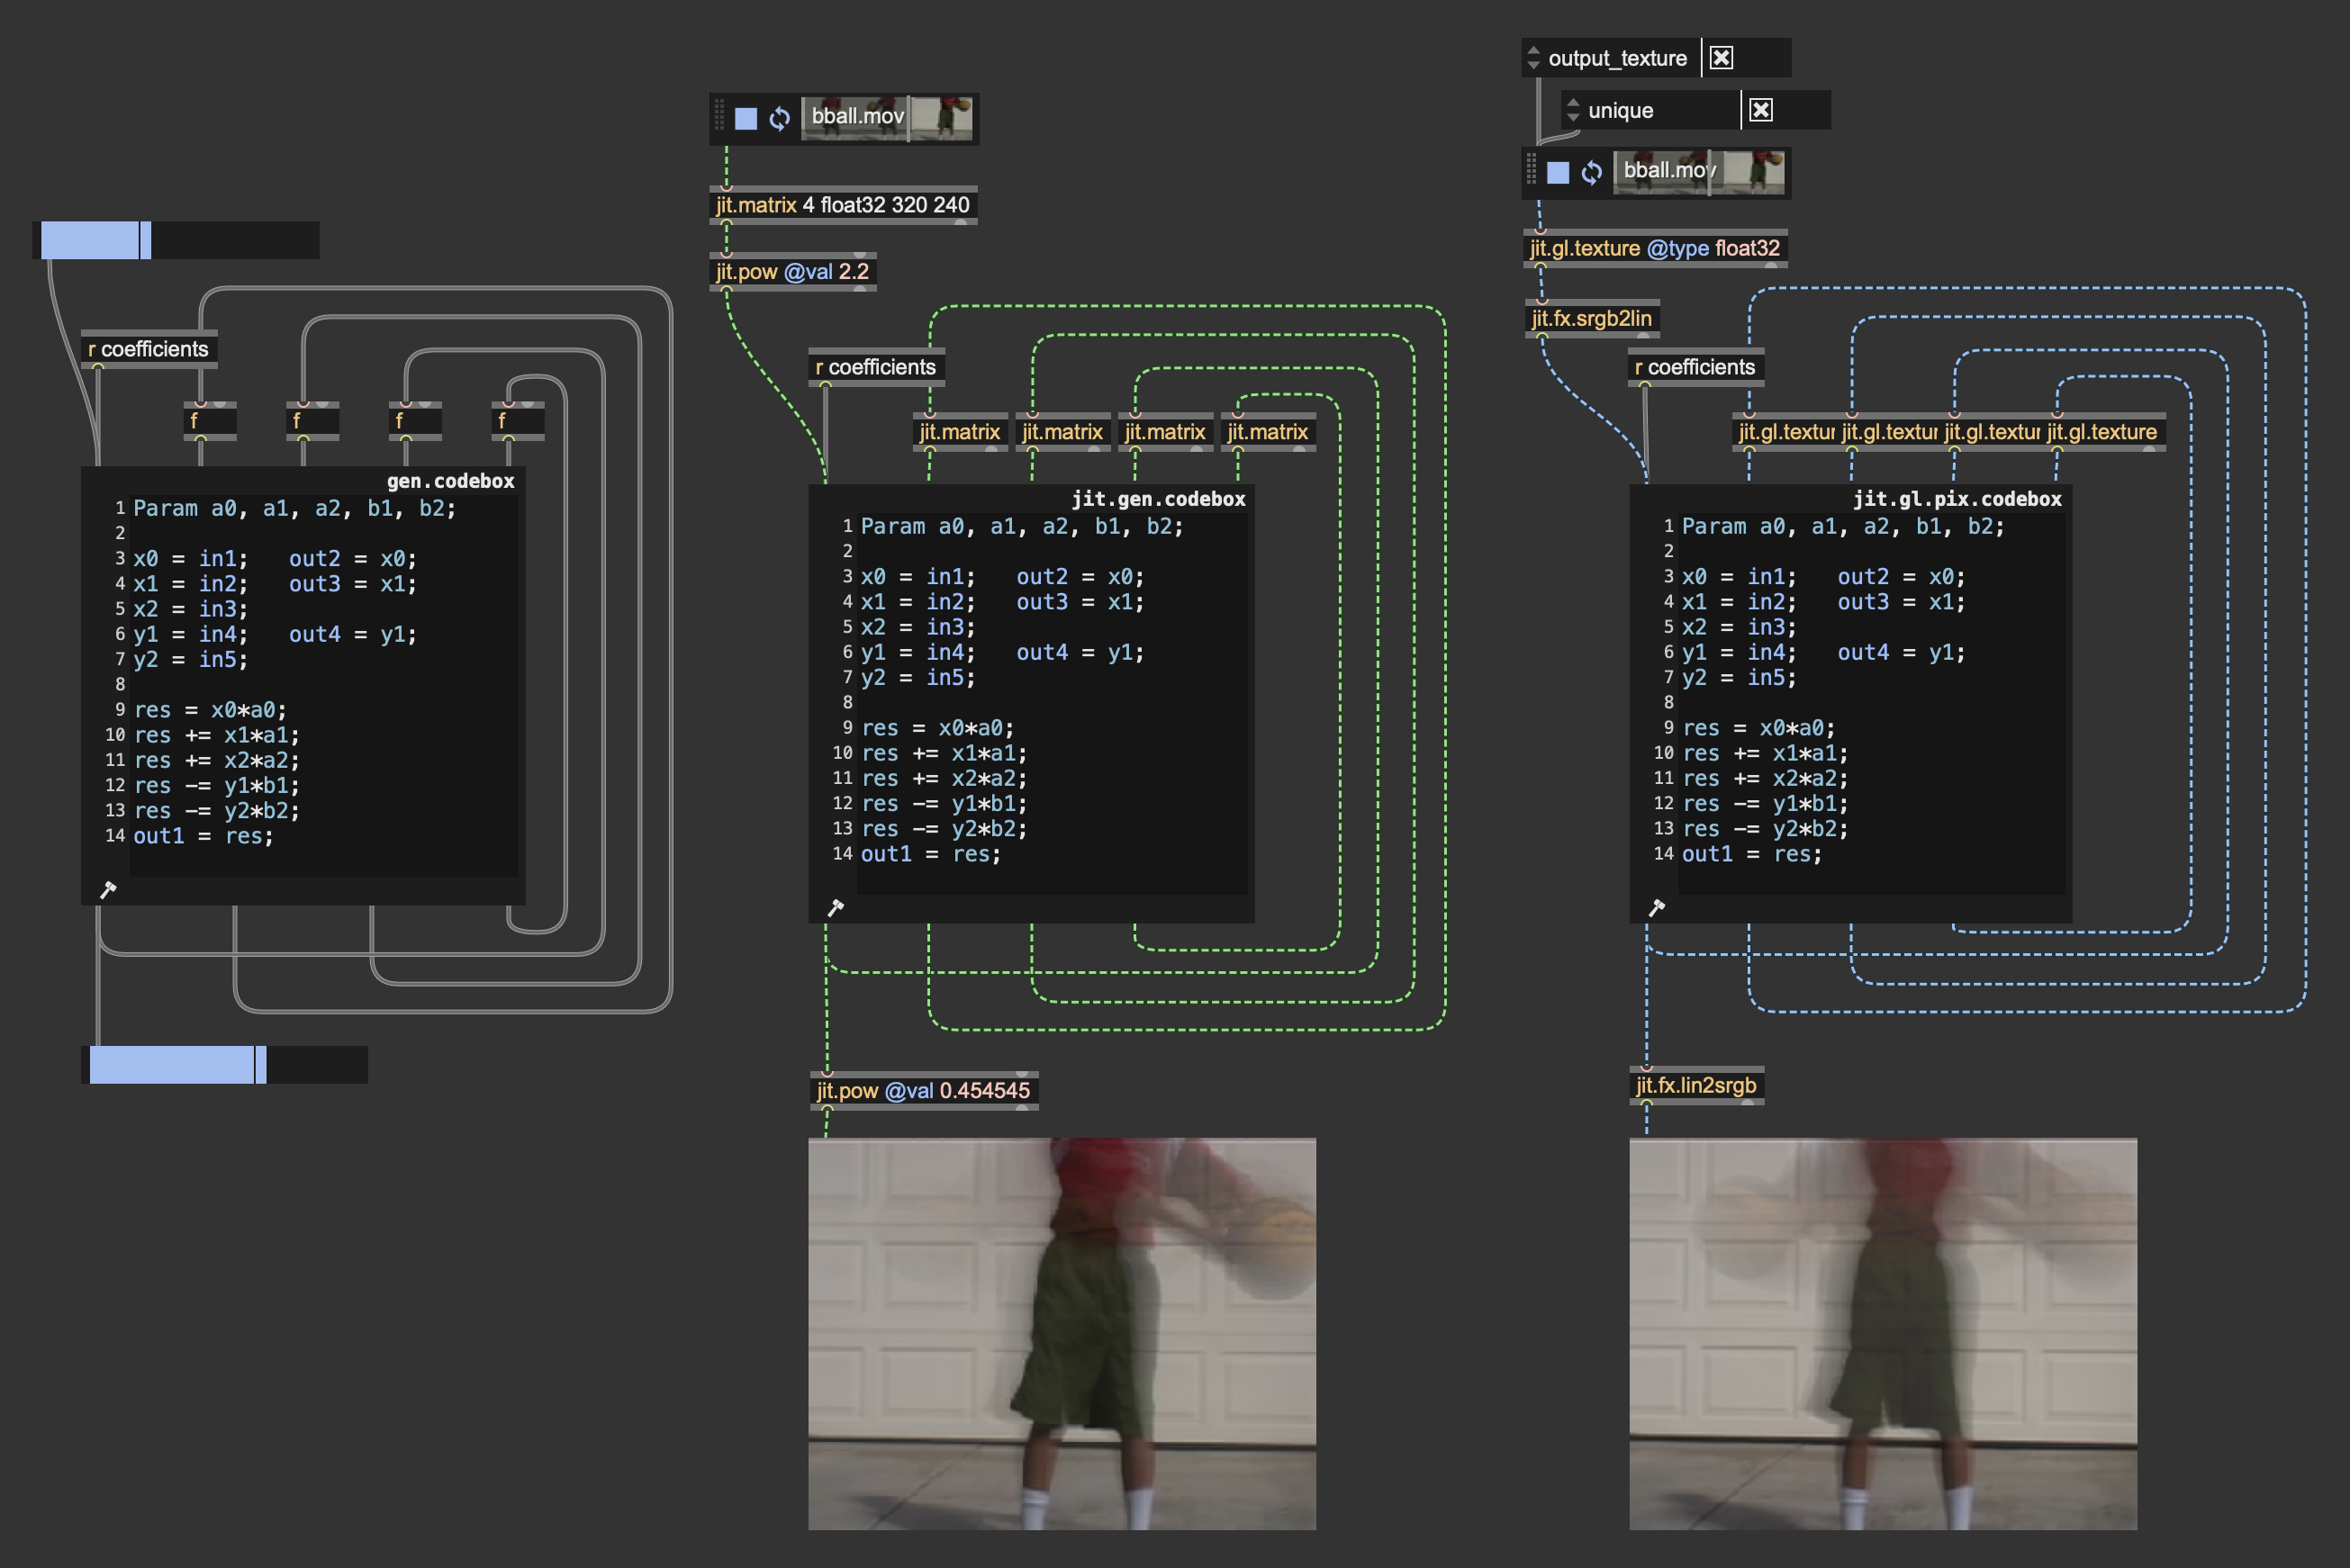 r coefficients
f
f
f
f
gen.codebox
1 Param a0, a1, a2, b1, b2;
2
3 x0 = in1;   out2 = x0;
4 x1 = in2;   out3 = x1;
5 x2 = in3;
6 y1 = in4;   out4 = y1;
7 y2 = in5;
8
9 res = x0*a0;
10 res += x1*a1;
11 res += x2*a2;
12 res −= y1*b1;
13 res −= y2*b2;
14 out1 = res;
bball.mov
jit.matrix 4 float32 320 240
jit.pow @val 2.2
r coefficients
jit.matrix
jit.matrix
jit.matrix
jit.matrix
jit.gen.codebox
1 Param a0, a1, a2, b1, b2;
2
3 x0 = in1;   out2 = x0;
4 x1 = in2;   out3 = x1;
5 x2 = in3;
6 y1 = in4;   out4 = y1;
7 y2 = in5;
8
9 res = x0*a0;
10 res += x1*a1;
11 res += x2*a2;
12 res −= y1*b1;
13 res −= y2*b2;
14 out1 = res;
jit.pow @val 0.454545
output_texture
unique
bball.mov
jit.gl.texture @type float32
jit.fx.srgb2lin
r coefficients
jit.gl.textur
jit.gl.textur
jit.gl.textur
jit.gl.texture
jit.gl.pix.codebox
1 Param a0, a1, a2, b1, b2;
2
3 x0 = in1;   out2 = x0;
4 x1 = in2;   out3 = x1;
5 x2 = in3;
6 y1 = in4;   out4 = y1;
7 y2 = in5;
8
9 res = x0*a0;
10 res += x1*a1;
11 res += x2*a2;
12 res −= y1*b1;
13 res −= y2*b2;
14 out1 = res;
jit.fx.lin2srgb